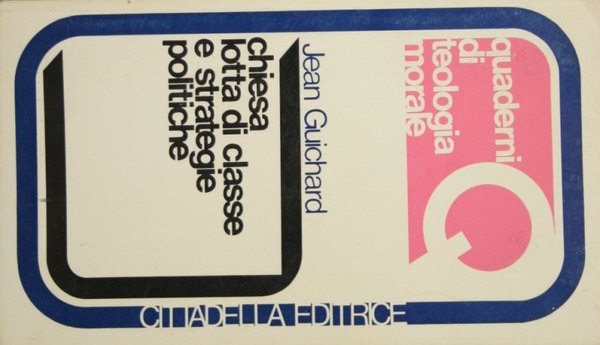 quaderni
di
teologia
morale
Jean Guichard
chiesa
lotta di classe
e strategie
politiche
CITTADELLA EDITRICE